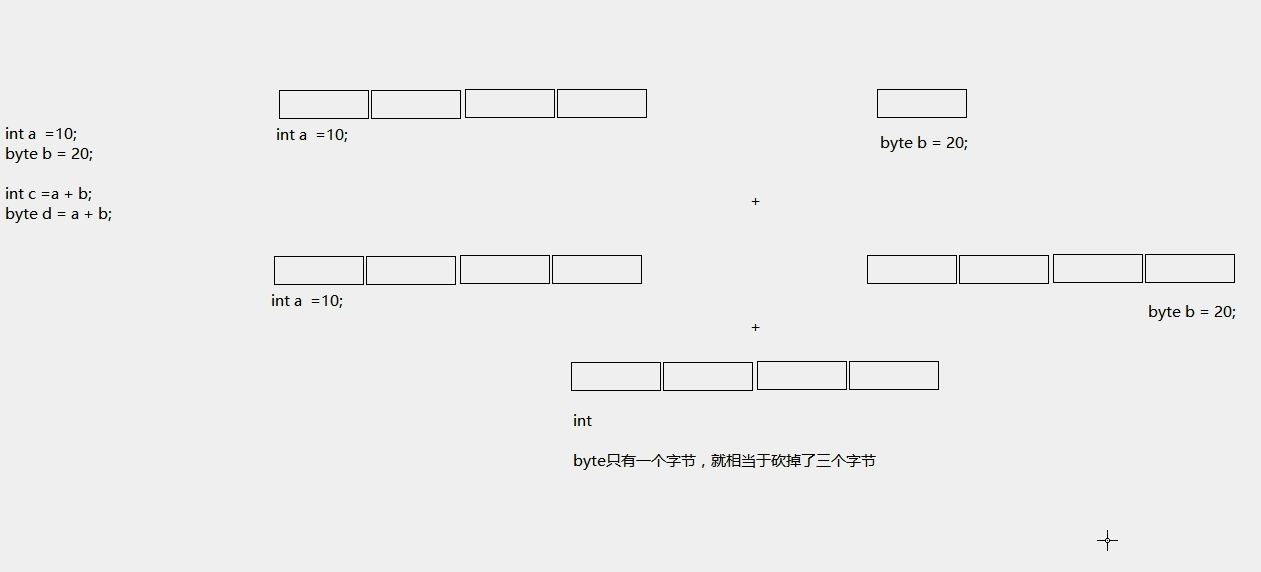 int a  =10;
byte b = 20;
int c =a + b;
byte d = a + b;
int a  =10;
byte b = 20;
+
int a  =10;
byte b = 20;
+
int
byte只有一个字节，就相当于砍掉了三个字节